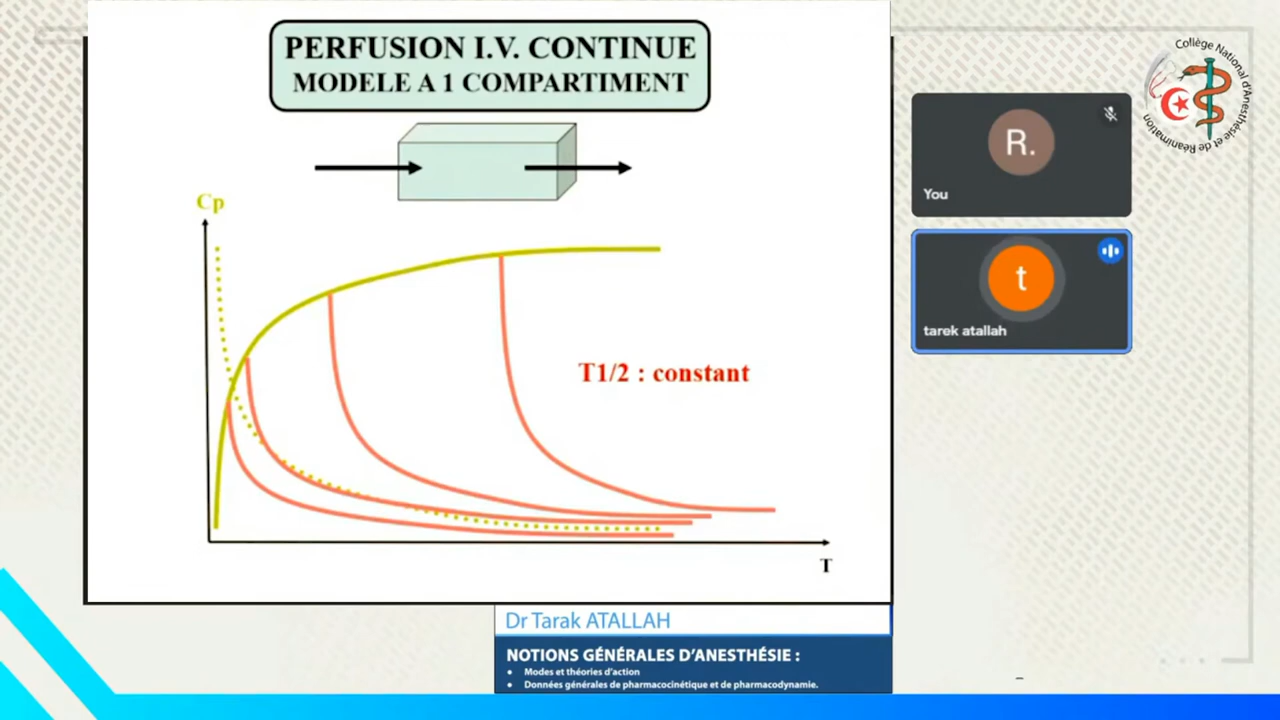 PERFUSION I.V. CONTINUE
MODELE A 1 COMPARTIMENT
Cp
T1/2 : constant
T
R.
You
t
tarek atallah
Collège National d'Anesthésie et de Réanimation
Dr Tarak ATALLAH
NOTIONS GÉNÉRALES D'ANESTHÉSIE :
• Modes et théories d'action
• Données générales de pharmacocinétique et de pharmacodynamie.